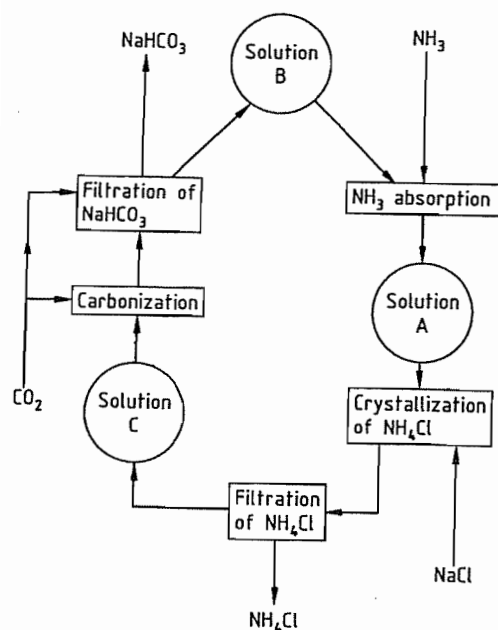 NaHCO₃
Solution
B
NH₃
Filtration of
NaHCO₃
NH₃ absorption
Carbonization
Solution
A
CO₂
Solution
C
Crystallization
of NH₄Cl
Filtration
of NH₄Cl
NaCl
NH₄Cl